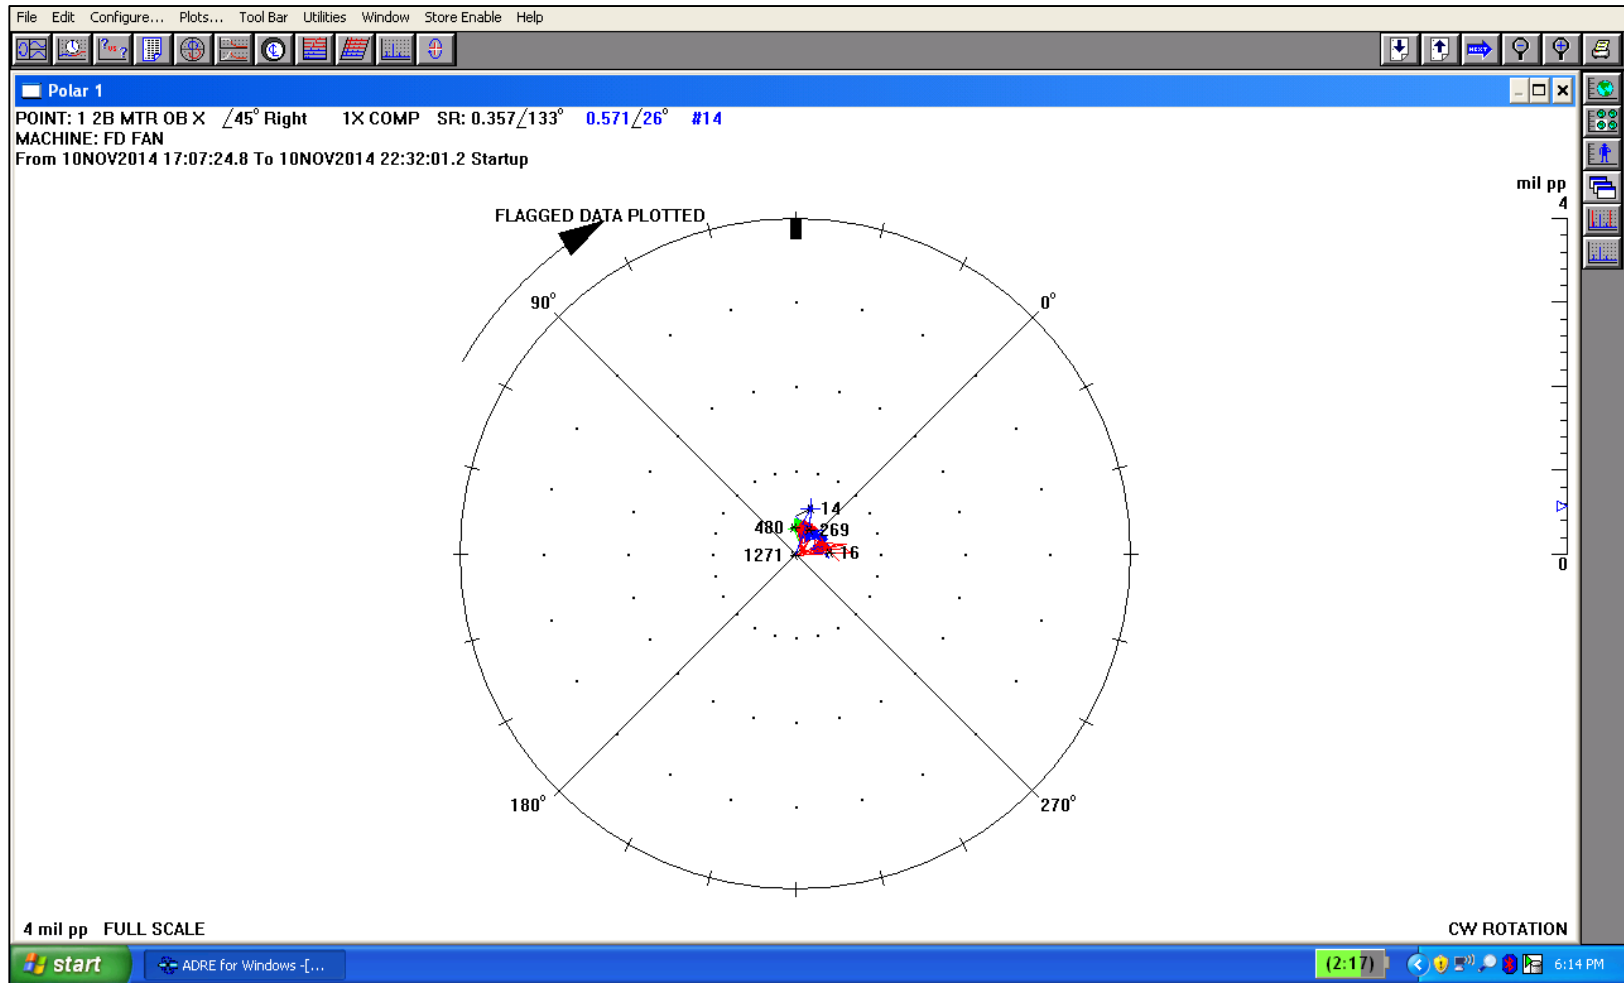 File Edit Configure... Plots... Tool Bar Utilities Window Store Enable Help
Polar 1
POINT: 1 2B MTR OB X ∠45° Right 1X COMP SR: 0.357∠133° 0.571∠26° #14
MACHINE: FD FAN
From 10NOV2014 17:07:24.8 To 10NOV2014 22:32:01.2 Startup
mil pp
4
FLAGGED DATA PLOTTED
90°
0°
14
480
269
1271
16
0
180°
270°
4 mil pp FULL SCALE
CW ROTATION
start
ADRE for Windows -[...
(2:17)
6:14 PM